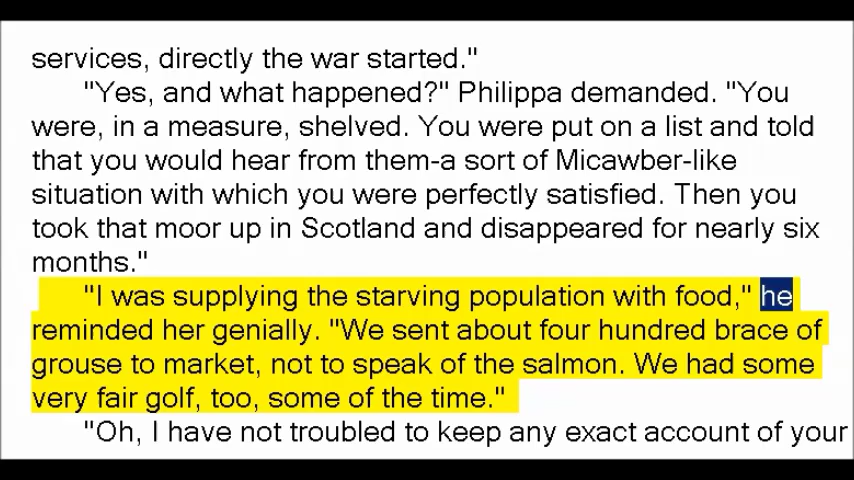 services, directly the war started."
"Yes, and what happened?" Philippa demanded. "You
were, in a measure, shelved. You were put on a list and told
that you would hear from them-a sort of Micawber-like
situation with which you were perfectly satisfied. Then you
took that moor up in Scotland and disappeared for nearly six
months."
"I was supplying the starving population with food," he
reminded her genially. "We sent about four hundred brace of
grouse to market, not to speak of the salmon. We had some
very fair golf, too, some of the time."
"Oh, I have not troubled to keep any exact account of your